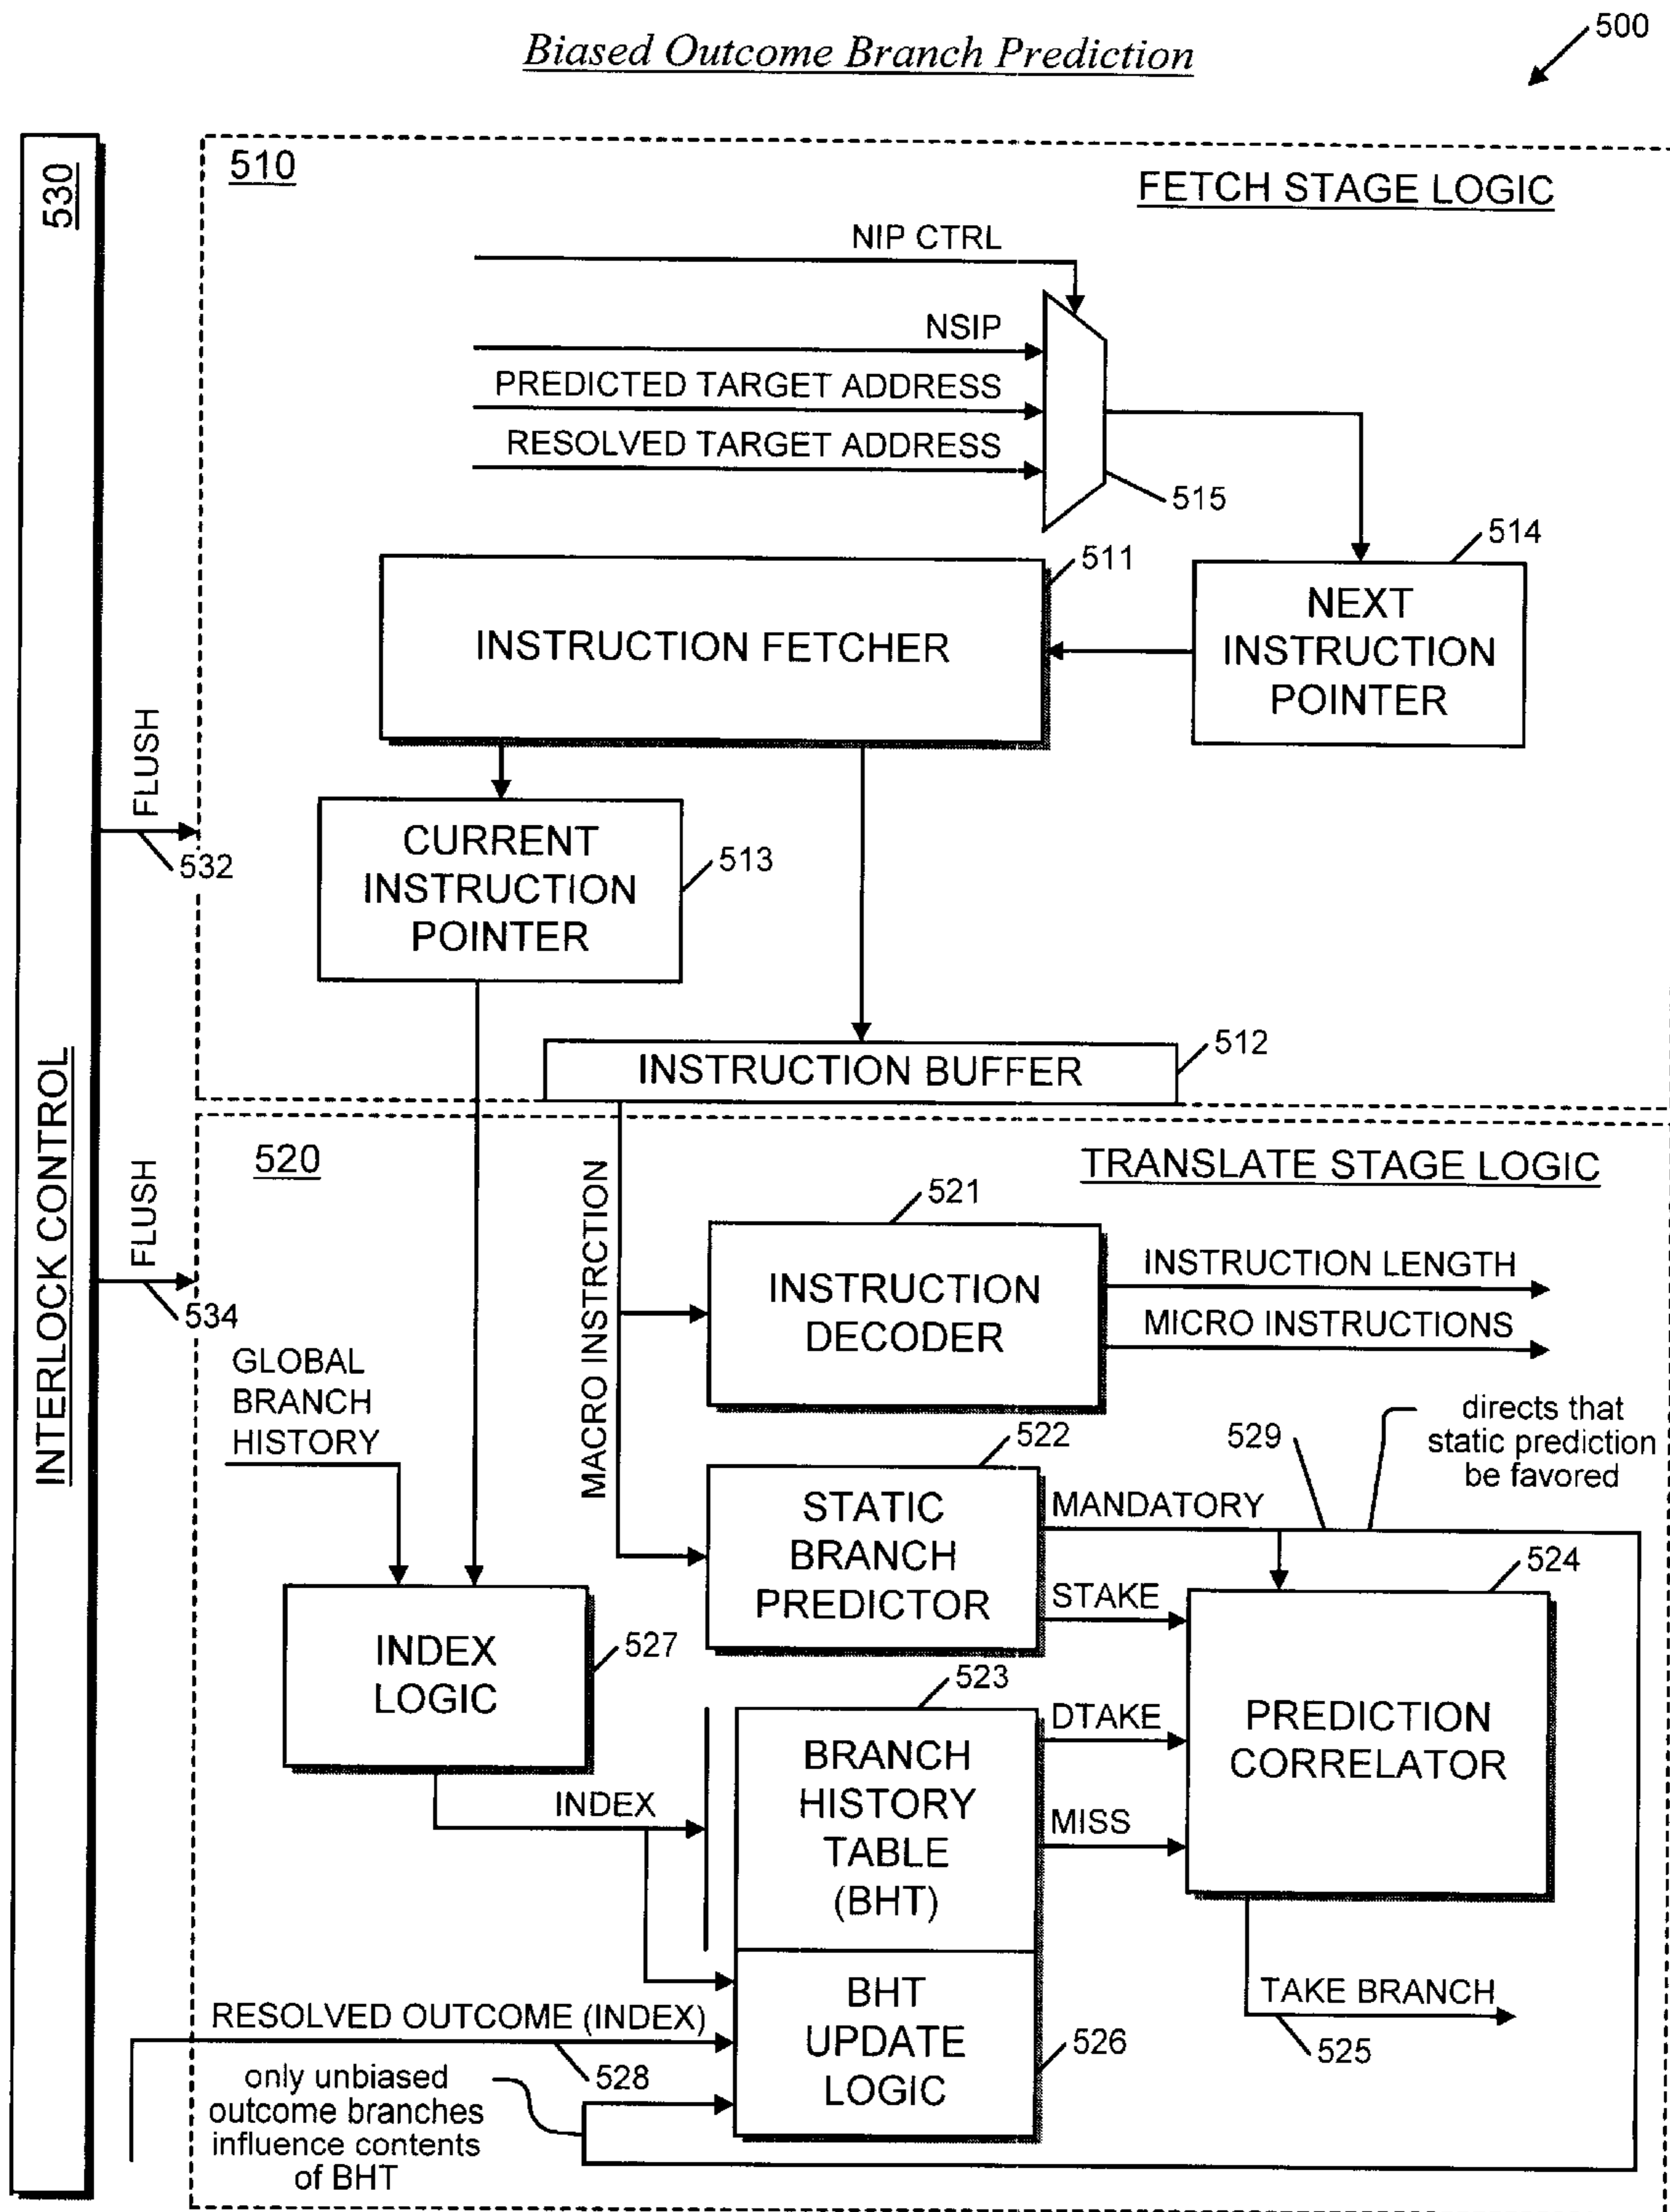 Biased Outcome Branch Prediction
500
530
INTERLOCK CONTROL
510
FETCH STAGE LOGIC
NIP CTRL
NSIP
PREDICTED TARGET ADDRESS
RESOLVED TARGET ADDRESS
515
514
NEXT
INSTRUCTION
POINTER
511
INSTRUCTION FETCHER
FLUSH
532
CURRENT
INSTRUCTION
POINTER
513
512
INSTRUCTION BUFFER
520
TRANSLATE STAGE LOGIC
FLUSH
534
MACRO INSTRCTION
521
INSTRUCTION
DECODER
INSTRUCTION LENGTH
MICRO INSTRUCTIONS
GLOBAL
BRANCH
HISTORY
522
STATIC
BRANCH
PREDICTOR
529
directs that
static prediction
be favored
MANDATORY
STAKE
524
PREDICTION
CORRELATOR
INDEX
LOGIC
527
INDEX
523
BRANCH
HISTORY
TABLE
(BHT)
DTAKE
MISS
TAKE BRANCH
525
RESOLVED OUTCOME (INDEX)
528
BHT
UPDATE
LOGIC
526
only unbiased
outcome branches
influence contents
of BHT